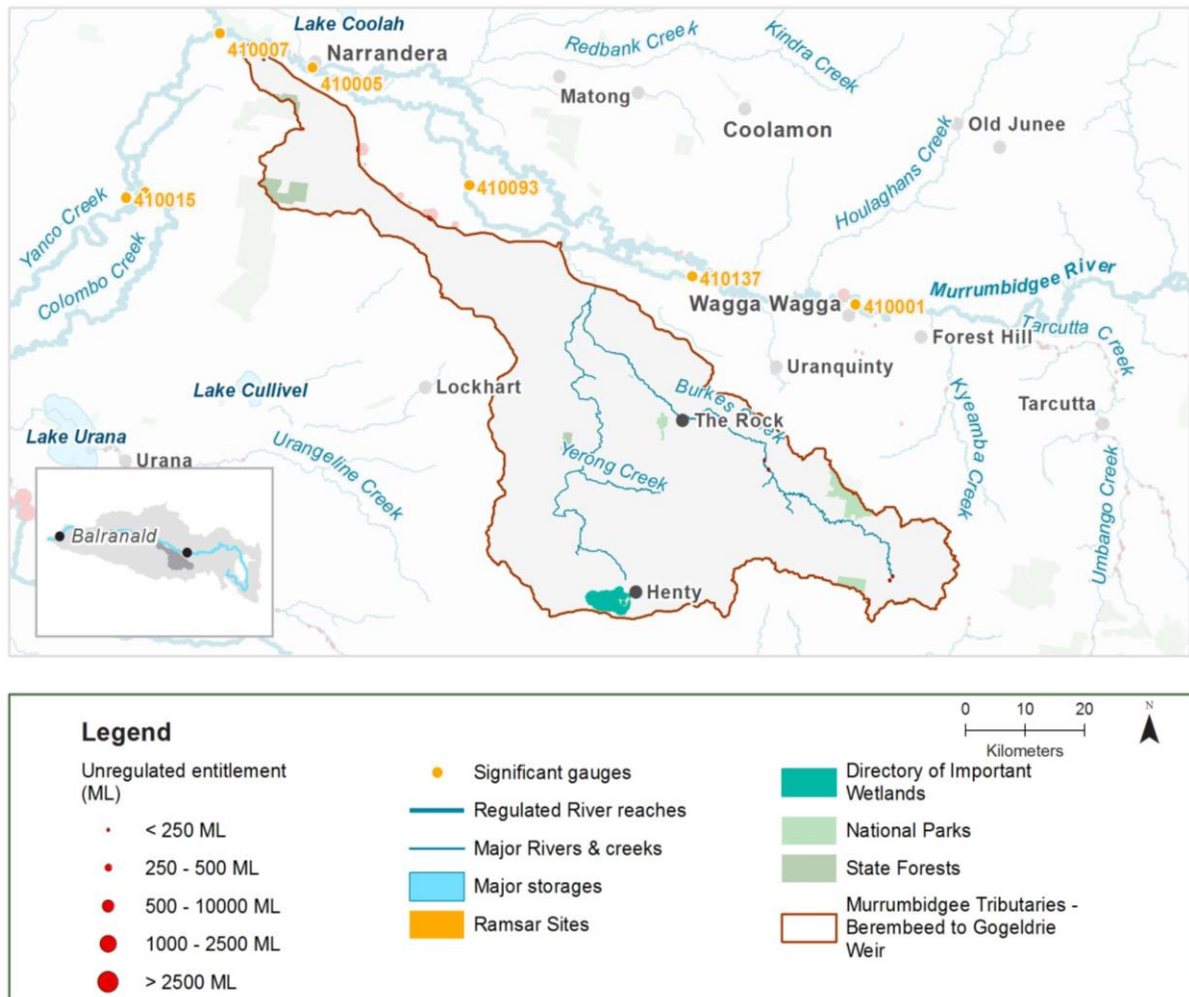 Lake Coolah
410007
Narrandera
410005
Redbank Creek
Kindra Creek
Matong
Coolamon
Old Junee
Houlaghans Creek
410093
410015
Yanco Creek
Colombo Creek
410137
Murrumbidgee River
Wagga Wagga
410001
Forest Hill
Tarcutta Creek
Uranquinty
Lake Cullivel
Lockhart
Burkes Creek
The Rock
Kyeamba Creek
Tarcutta
Lake Urana
Urana
Urangeline Creek
Yerong Creek
Umbango Creek
Balranald
Henty
Legend
0 10 20
Kilometers
N
Unregulated entitlement
(ML)
< 250 ML
250 - 500 ML
500 - 10000 ML
1000 - 2500 ML
> 2500 ML
Significant gauges
Regulated River reaches
Major Rivers & creeks
Major storages
Ramsar Sites
Directory of Important
Wetlands
National Parks
State Forests
Murrumbidgee Tributaries -
Berembeed to Gogeldrie
Weir